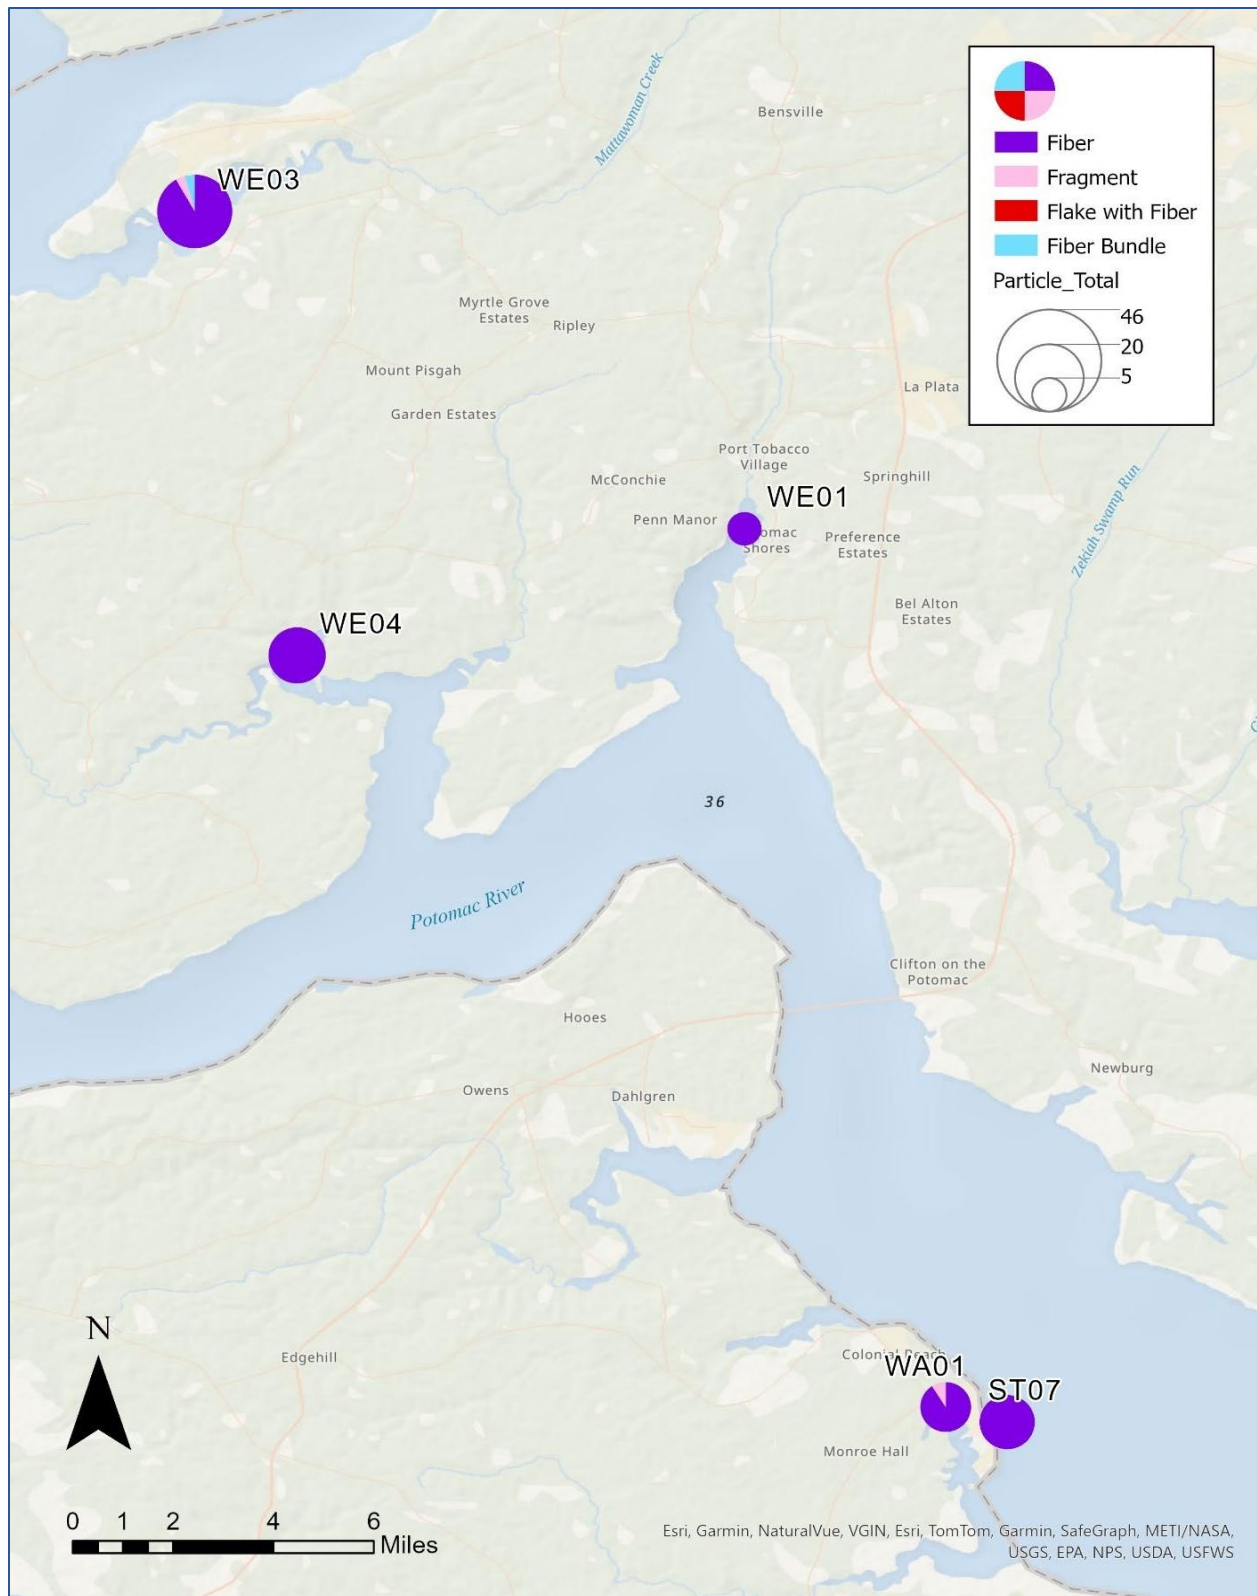 Mattawoman Creek
Bensville
Fiber
Fragment
Flake with Fiber
Fiber Bundle
Particle_Total
46
20
5
WE03
Myrtle Grove
Estates
Ripley
Mount Pisgah
Garden Estates
La Plata
Port Tobacco
Village
McConchie
Springhill
WE01
Penn Manor
Shores
Preference
Estates
Zekiah Swamp Run
Bel Alton
Estates
WE04
36
Potomac River
Clifton on the
Potomac
Hooes
Owens
Dahlgren
Newburg
N
Edgehill
Colonial Beach
WA01
ST07
Monroe Hall
0 1 2 4 6
Miles
Esri, Garmin, NaturalVue, VGIN, Esri, TomTom, Garmin, SafeGraph, METI/NASA,
USGS, EPA, NPS, USDA, USFWS